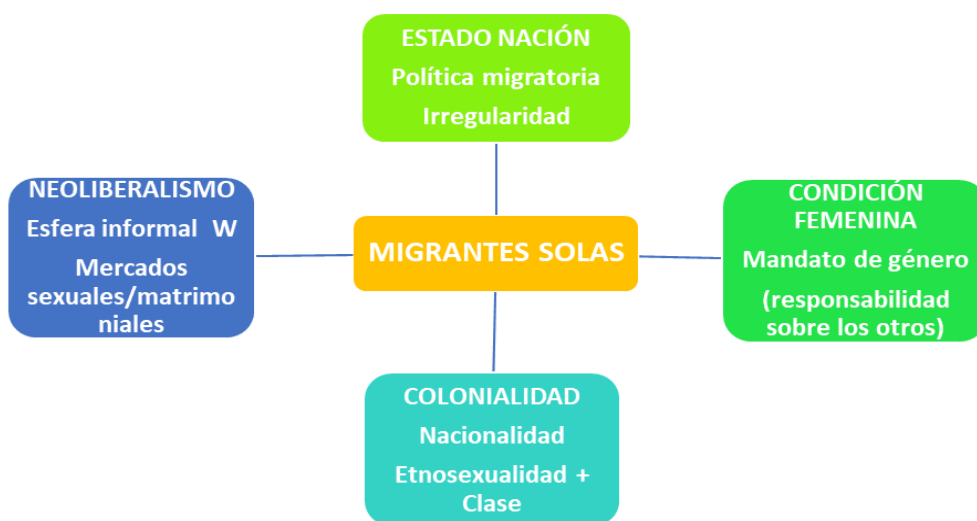 ESTADO NACIÓN
Política migratoria
Irregularidad
NEOLIBERALISMO
Esfera informal W
Mercados
sexuales/matrimo
niales
MIGRANTES SOLAS
CONDICIÓN
FEMENINA
Mandato de género
(responsabilidad
sobre los otros)
COLONIALIDAD
Nacionalidad
Etnosexualidad +
Clase